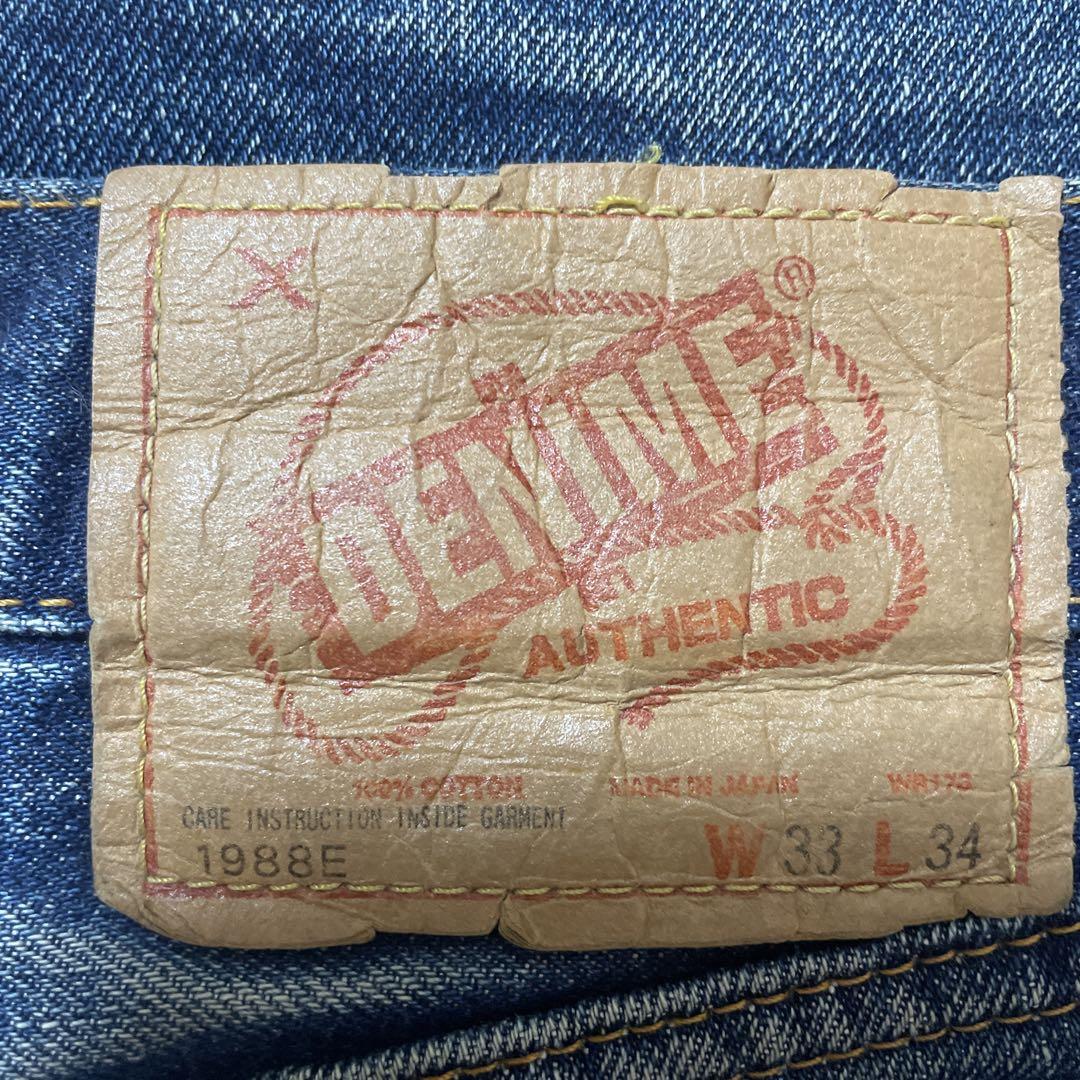 X
DENIME®
AUTHENTIC
100% COTTON MADE IN JAPAN
CARE INSTRUCTION INSIDE GARMENT
1988E W 33 L 34